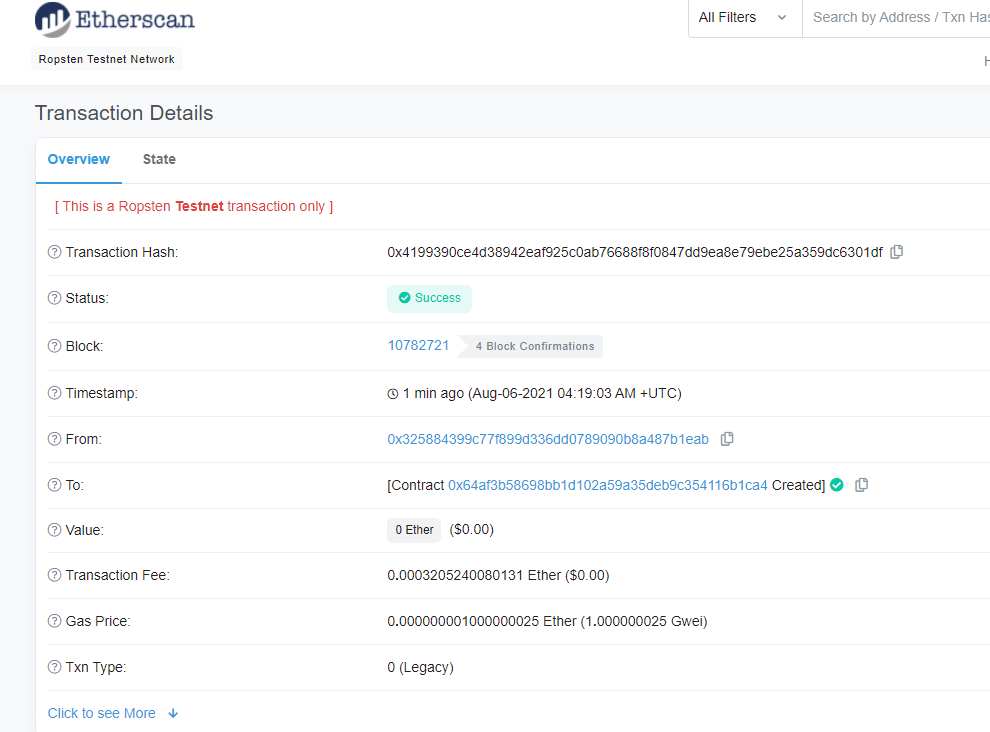 Etherscan
All Filters
Search by Address / Txn Has
Ropsten Testnet Network
H
Transaction Details
Overview
State
[ This is a Ropsten Testnet transaction only ]
Transaction Hash: 0x4199390ce4d38942eaf925c0ab76688f8f0847dd9ea8e79ebe25a359dc6301df
Status: Success
Block: 10782721 4 Block Confirmations
Timestamp: 1 min ago (Aug-06-2021 04:19:03 AM +UTC)
From: 0x325884399c77f899d336dd0789090b8a487b1eab
To: [Contract 0x64af3b58698bb1d102a59a35deb9c354116b1ca4 Created]
Value: 0 Ether ($0.00)
Transaction Fee: 0.0003205240080131 Ether ($0.00)
Gas Price: 0.000000001000000025 Ether (1.000000025 Gwei)
Txn Type: 0 (Legacy)
Click to see More